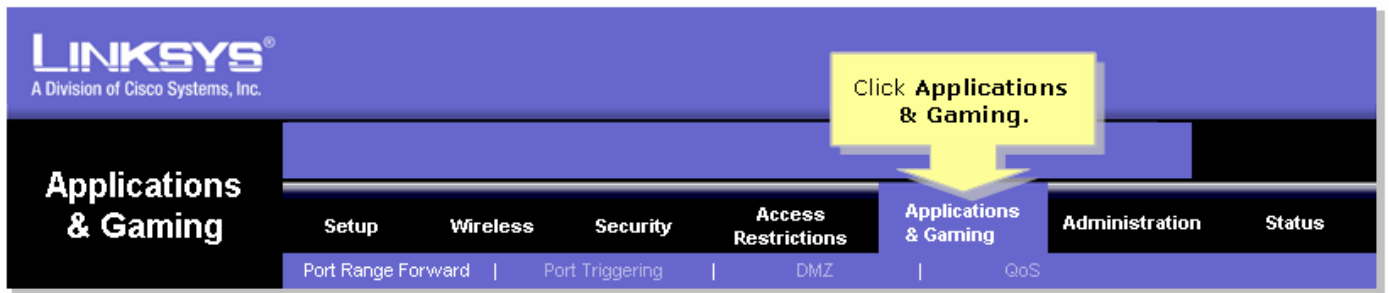 LINKSYS®
A Division of Cisco Systems, Inc.
Click Applications
& Gaming.
Applications
& Gaming
Setup Wireless Security Access Restrictions Applications & Gaming Administration Status
Port Range Forward | Port Triggering | DMZ | QoS